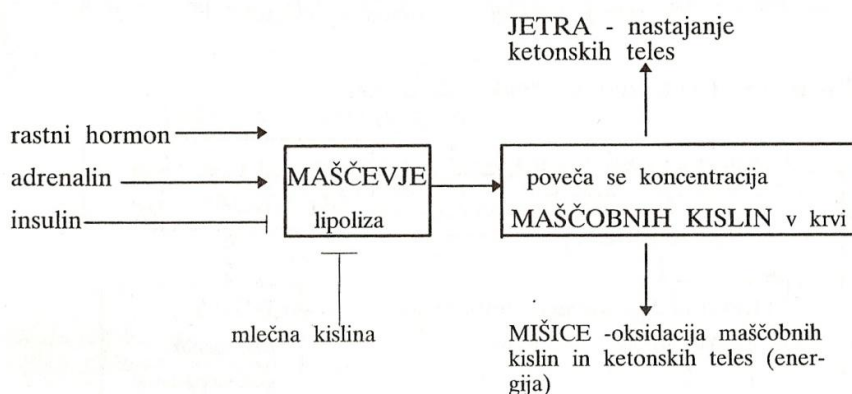 JETRA - nastajanje
ketonskih teles
rastni hormon
adrenalin
insulin
MAŠČEVJE
lipoliza
poveča se koncentracija
MAŠČOBNIH KISLIN v krvi
mlečna kislina
MIŠICE -oksidacija maščobnih
kislin in ketonskih teles (ener-
gija)